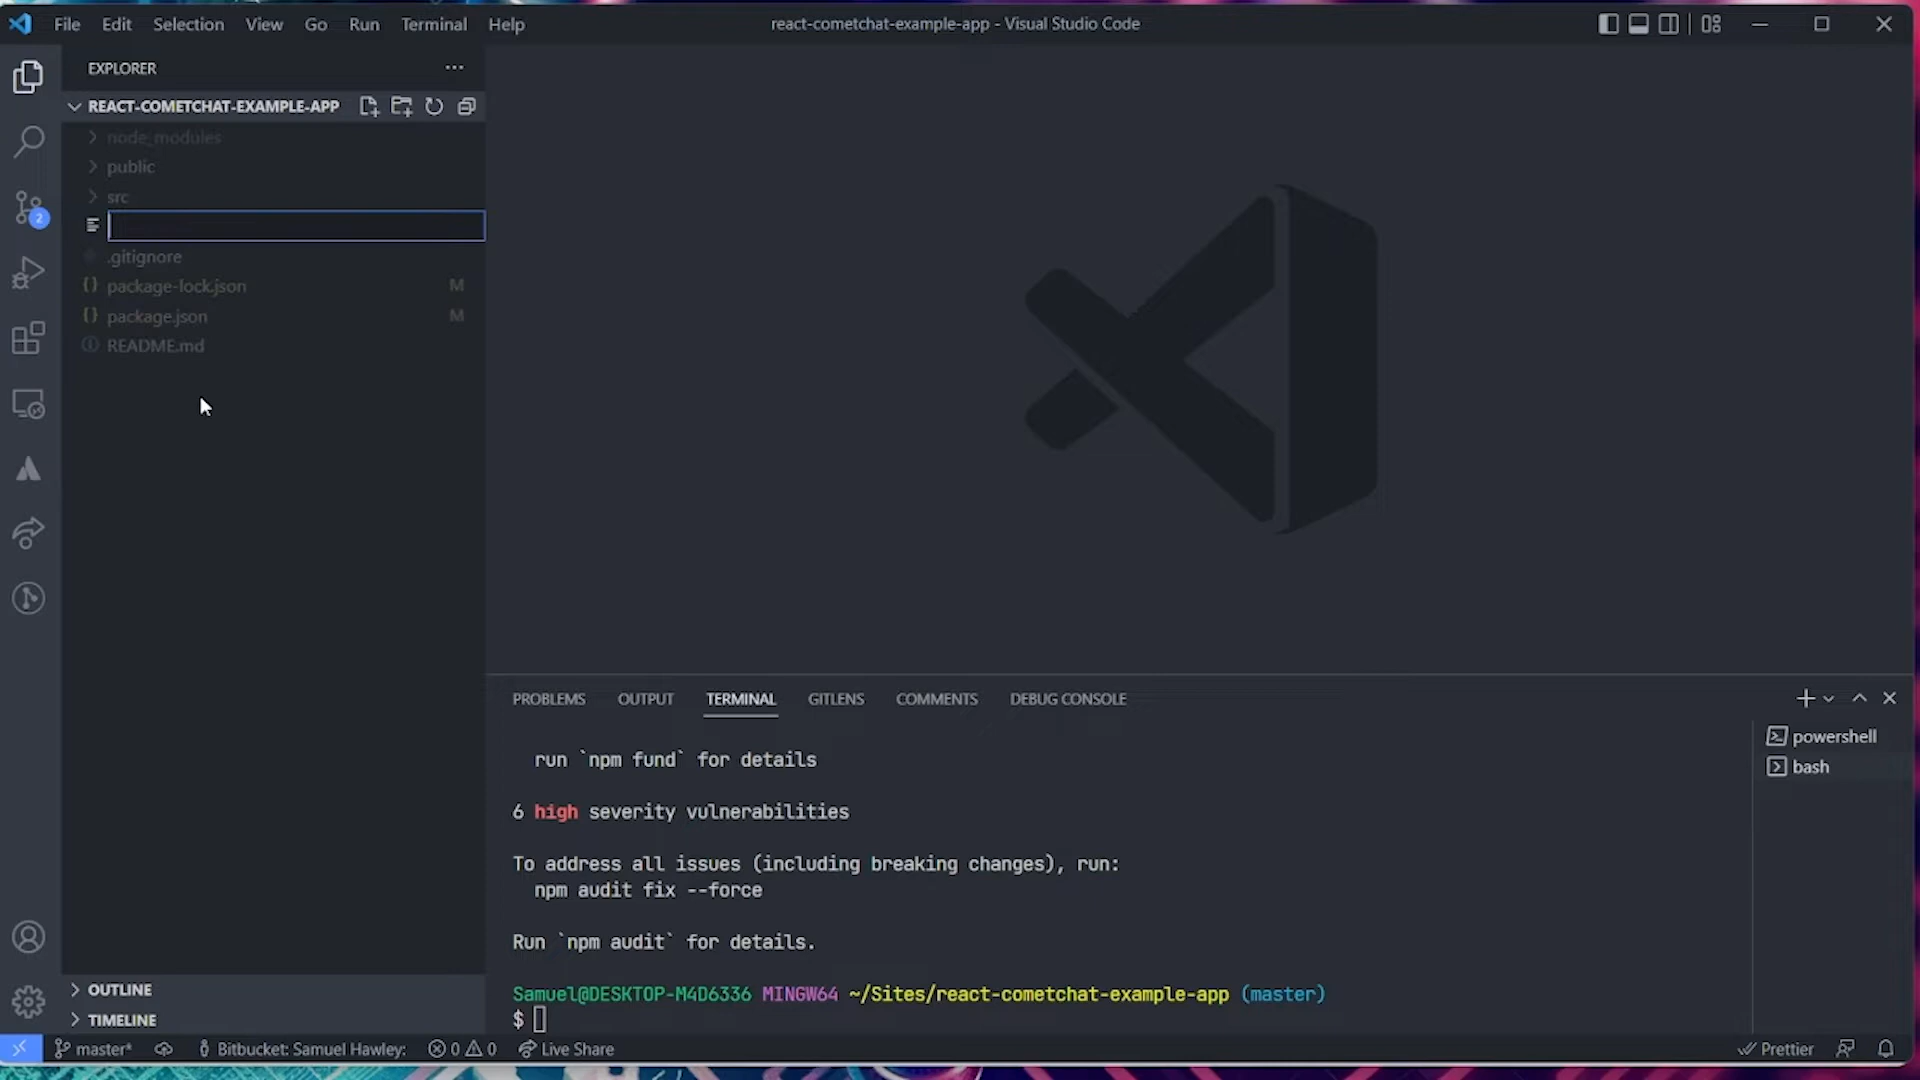 File Edit Selection View Go Run Terminal Help
react-cometchat-example-app - Visual Studio Code
EXPLORER
REACT-COMETCHAT-EXAMPLE-APP
node_modules
public
src
.gitignore
package-lock.json M
package.json M
README.md
2
OUTLINE
TIMELINE
PROBLEMS OUTPUT TERMINAL GITLENS COMMENTS DEBUG CONSOLE
run `npm fund` for details
6 high severity vulnerabilities
To address all issues (including breaking changes), run:
npm audit fix --force
Run `npm audit` for details.
Samuel@DESKTOP-M4D6336 MINGW64 ~/Sites/react-cometchat-example-app (master)
$
powershell
bash
master* Bitbucket: Samuel Hawley: 0 0 Live Share Prettier